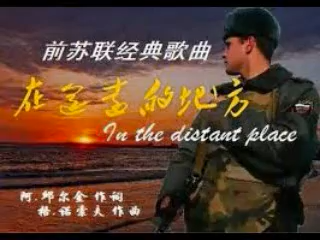 前苏联经典歌曲
在遥远的地方
In the distant place
阿.邱尔金 作词
格.诺索夫 作曲